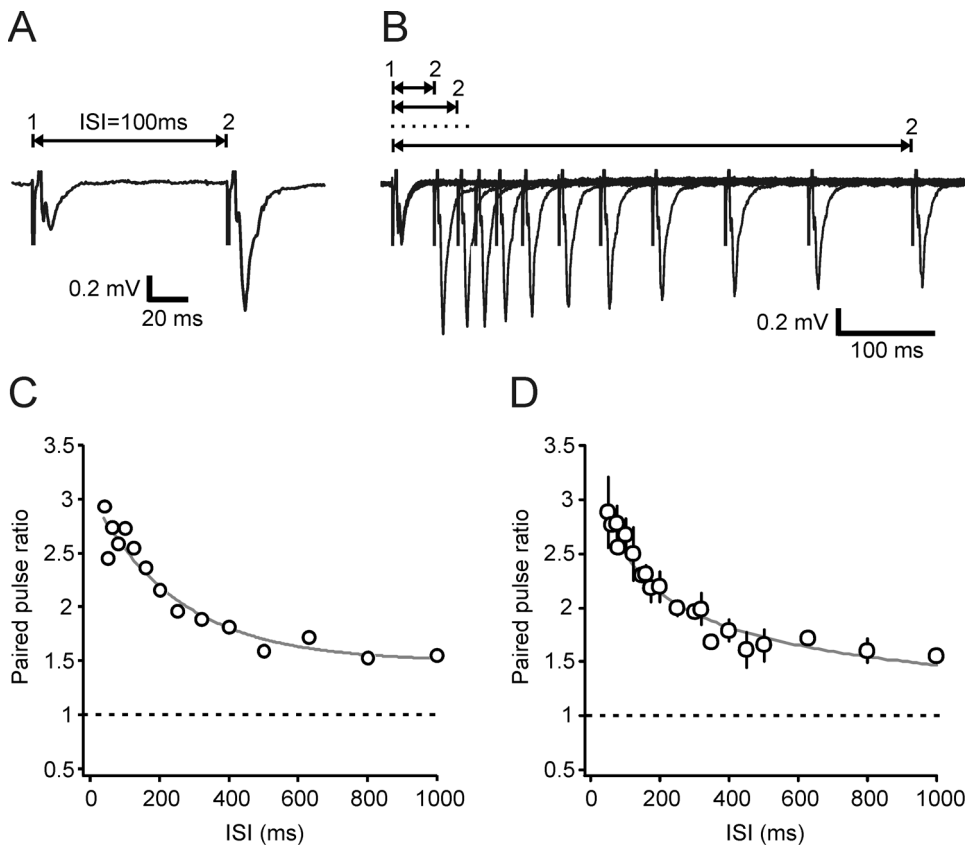 A
B
1 ISI=100ms 2
1 2
2
2
0.2 mV
20 ms
0.2 mV
100 ms
C
D
Paired pulse ratio
3.5
3
2.5
2
1.5
1
0.5
0 200 400 600 800 1000
ISI (ms)
Paired pulse ratio
3.5
3
2.5
2
1.5
1
0.5
0 200 400 600 800 1000
ISI (ms)